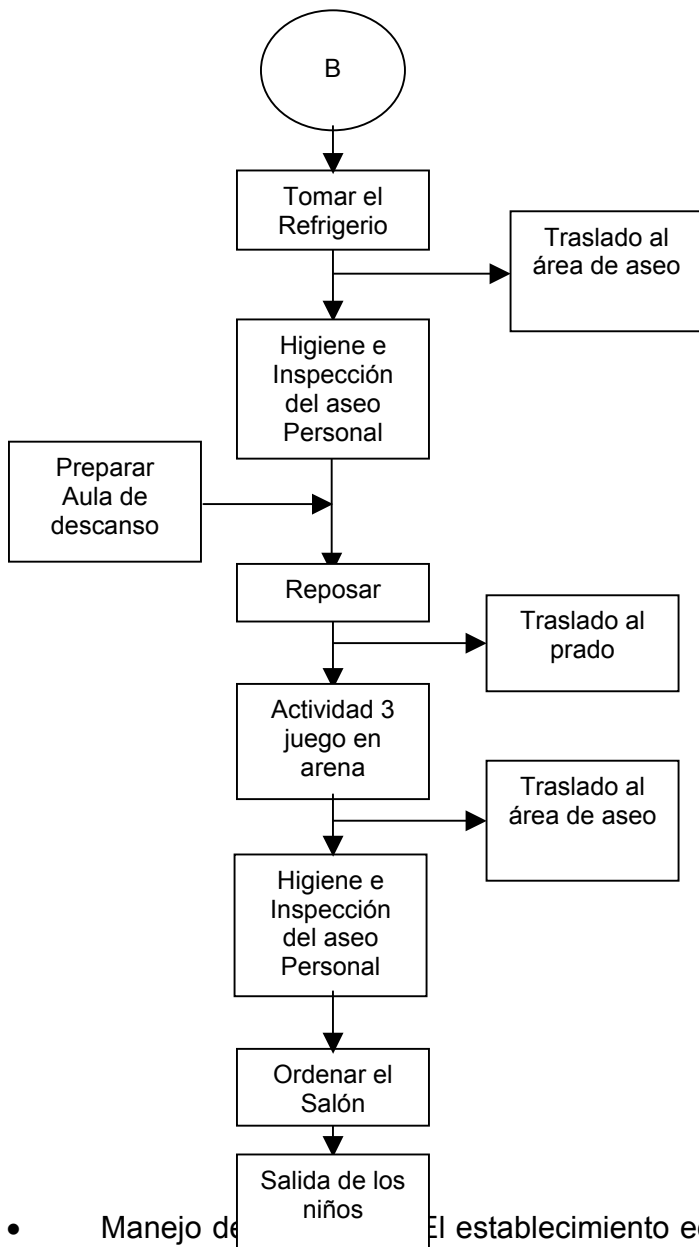 B
Tomar el
Refrigerio
Traslado al
área de aseo
Higiene e
Inspección
del aseo
Personal
Preparar
Aula de
descanso
Reposar
Traslado al
prado
Actividad 3
juego en
arena
Traslado al
área de aseo
Higiene e
Inspección
del aseo
Personal
Ordenar el
Salón
Salida de los
niños
• Manejo de El establecimiento